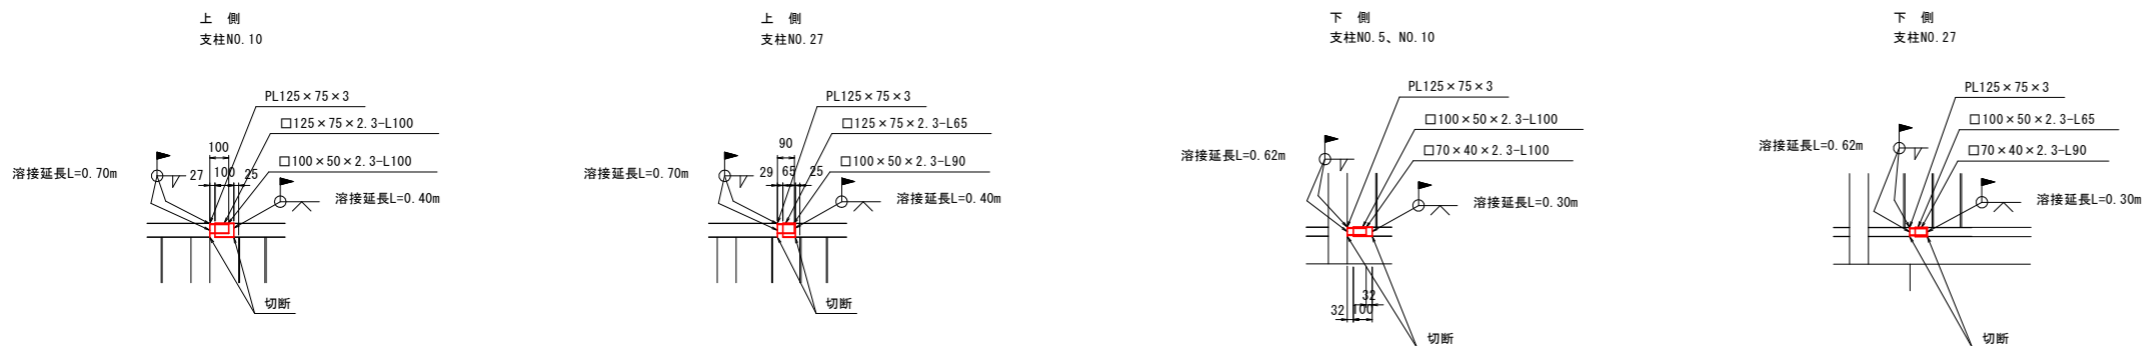 上　側
支柱NO.10
PL125×75×3
□125×75×2.3-L100
100
□100×50×2.3-L100
溶接延長L=0.70m
27
100
25
溶接延長L=0.40m
切断
上　側
支柱NO.27
PL125×75×3
□125×75×2.3-L65
90
□100×50×2.3-L90
溶接延長L=0.70m
29
65
25
溶接延長L=0.40m
切断
下　側
支柱NO.5、NO.10
PL125×75×3
□100×50×2.3-L100
□70×40×2.3-L100
溶接延長L=0.62m
溶接延長L=0.30m
32
32
100
切断
下　側
支柱NO.27
PL125×75×3
□100×50×2.3-L65
□70×40×2.3-L90
溶接延長L=0.62m
溶接延長L=0.30m
切断